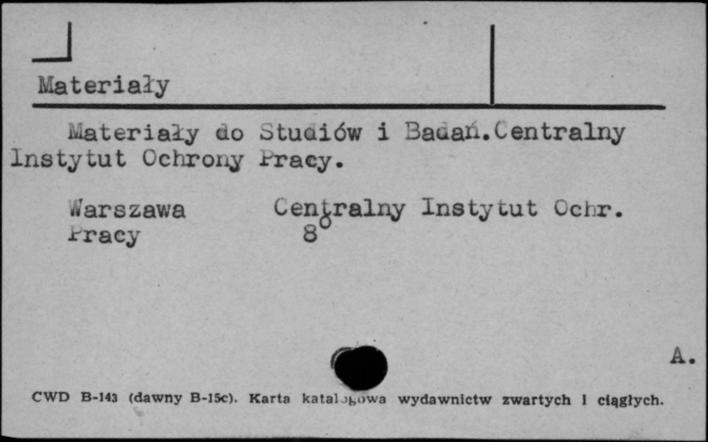 Materiały
Materiały do Studiów i Badań.Centralny
Instytut Ochrony Pracy.
Warszawa Centralny Instytut Ochr.
Pracy 8°
A.
CWD B-143 (dawny B-15c). Karta katalogowa wydawnictw zwartych i ciągłych.